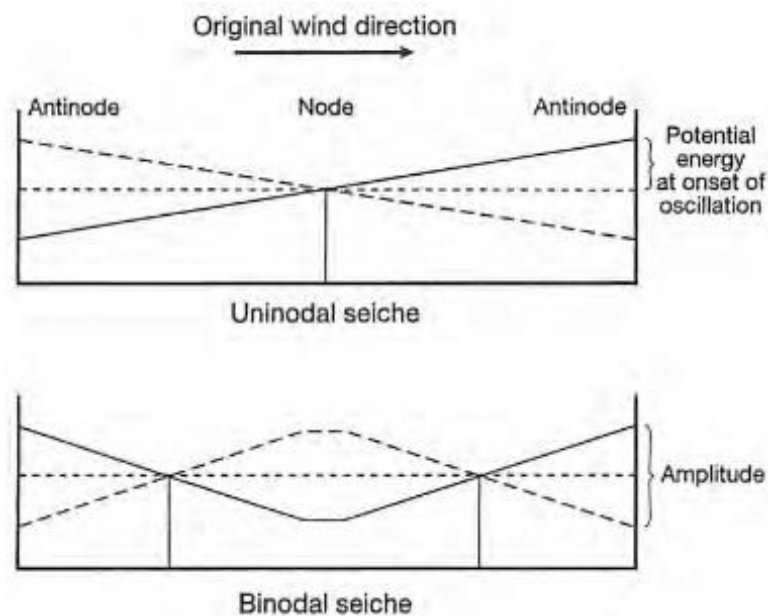 Original wind direction
Antinode
Node
Antinode
Potential
energy
at onset of
oscillation
Uninodal seiche
Amplitude
Binodal seiche